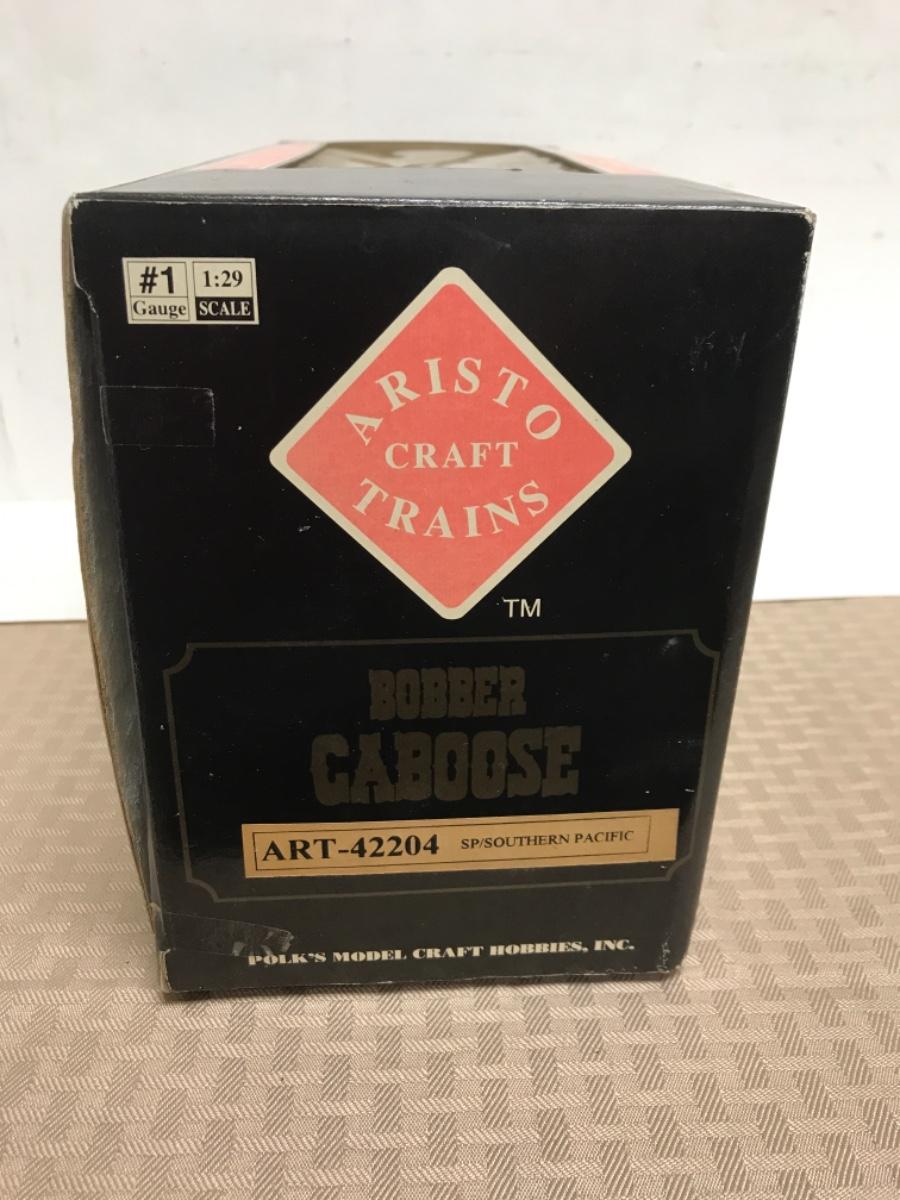 #1 1:29
Gauge SCALE
ARISTO
CRAFT
TRAINS
TM
BOBBER
CABOOSE
ART-42204 SP/SOUTHERN PACIFIC
POLK'S MODEL CRAFT HOBBIES, INC.